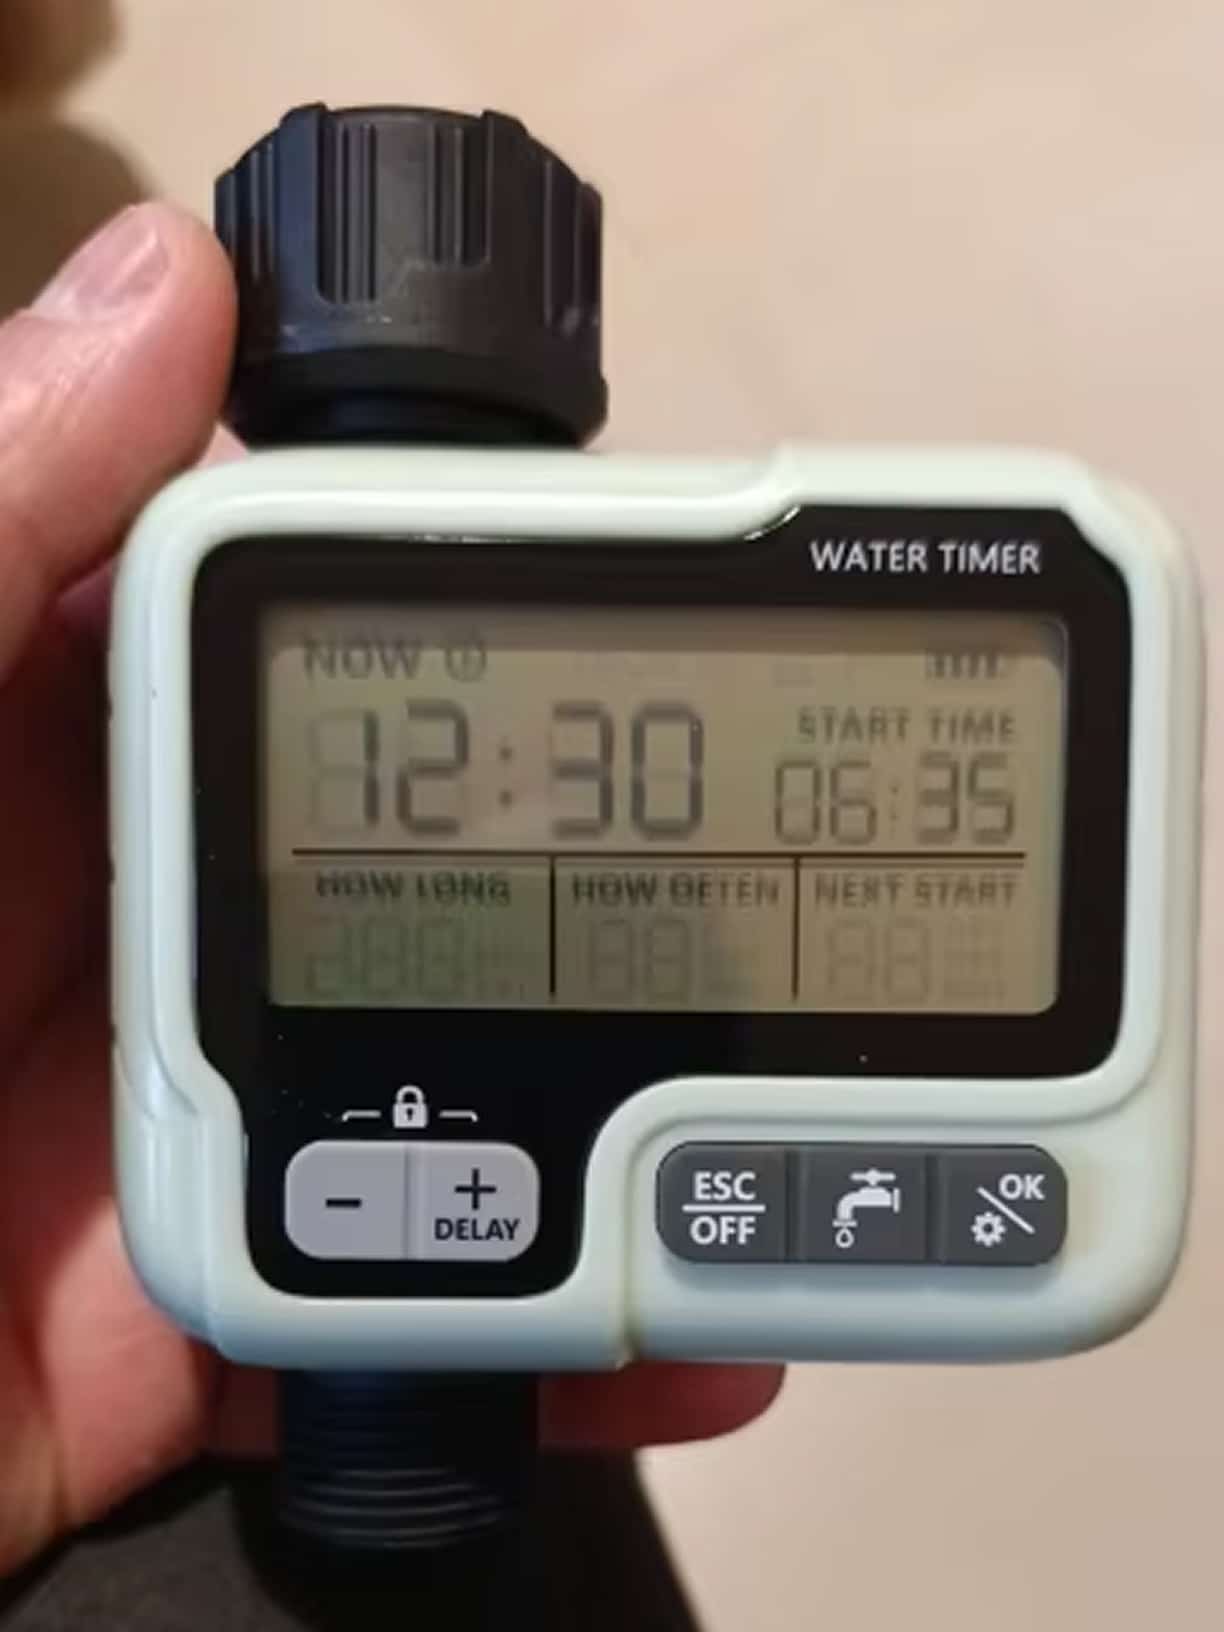 WATER TIMER
NOW
12:30
START TIME
06:35
HOW LONG
HOW OFTEN
NEXT START
-
+
DELAY
ESC
OFF
OK